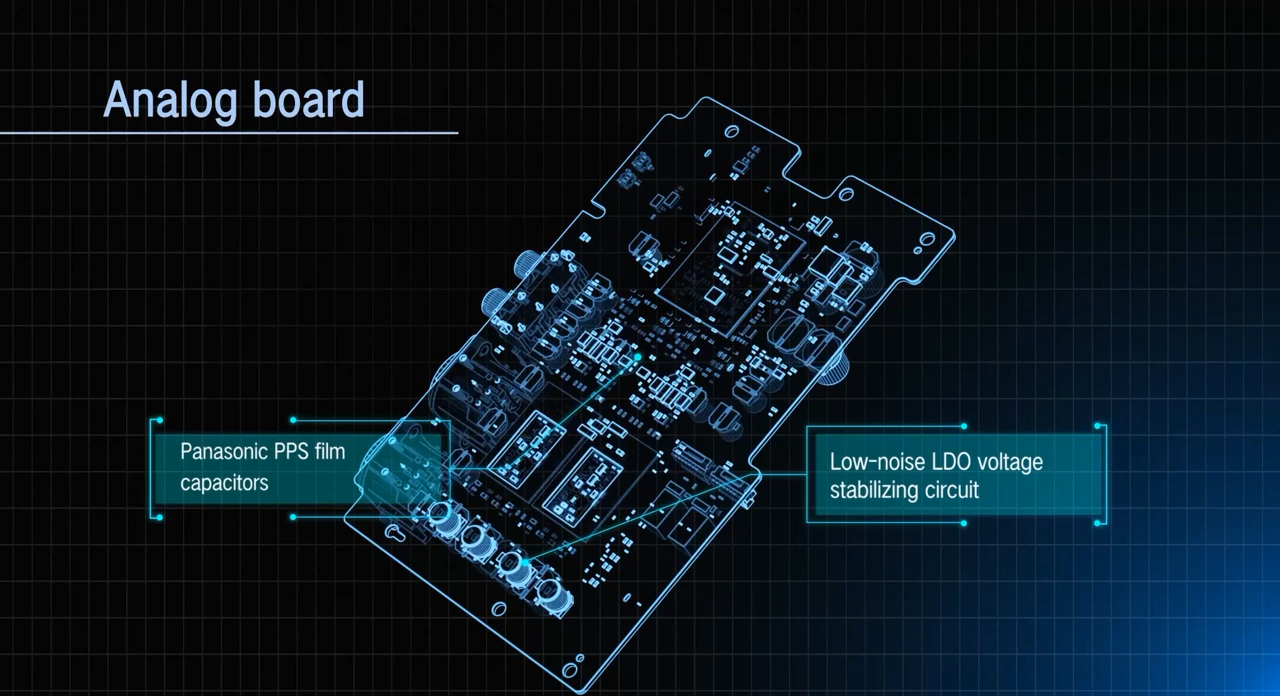 Analog board
Panasonic PPS film
capacitors
Low-noise LDO voltage
stabilizing circuit